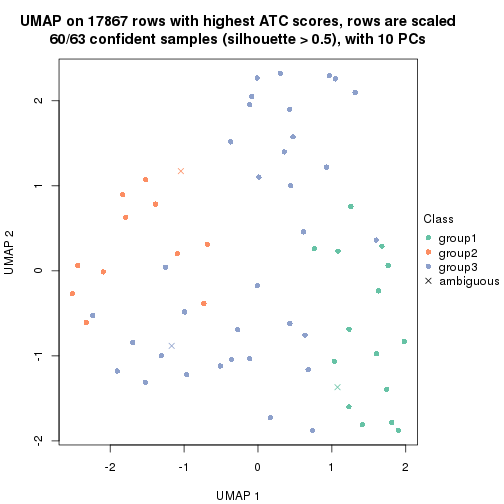 UMAP on 17867 rows with highest ATC scores, rows are scaled
60/63 confident samples (silhouette > 0.5), with 10 PCs
UMAP 2
2
1
0
-1
-2
-2
-1
0
1
2
UMAP 1
Class
group1
group2
group3
ambiguous